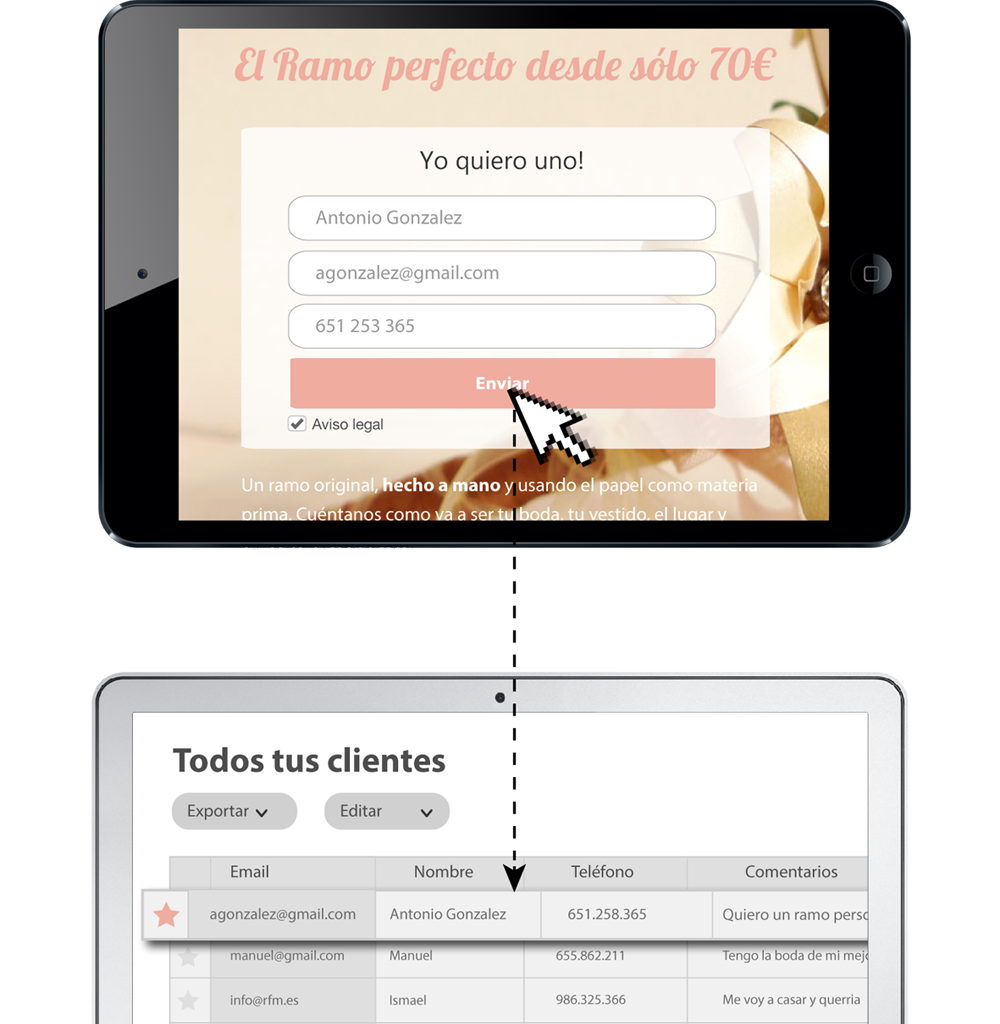 El Ramo perfecto desde sólo 70€
Yo quiero uno!
Antonio Gonzalez
agonzalez@gmail.com
651 253 365
Enviar
Aviso legal
Un ramo original, hecho a mano y usando el papel como materia
prima. Cuéntanos como va a ser tu boda, tu vestido, el lugar y
Todos tus clientes
Exportar Editar
Email Nombre Teléfono Comentarios
agonzalez@gmail.com Antonio Gonzalez 651.258.365 Quiero un ramo perso
manuel@gmail.com Manuel 655.862.211 Tengo la boda de mi mejo
info@rfm.es Ismael 986.325.366 Me voy a casar y querria